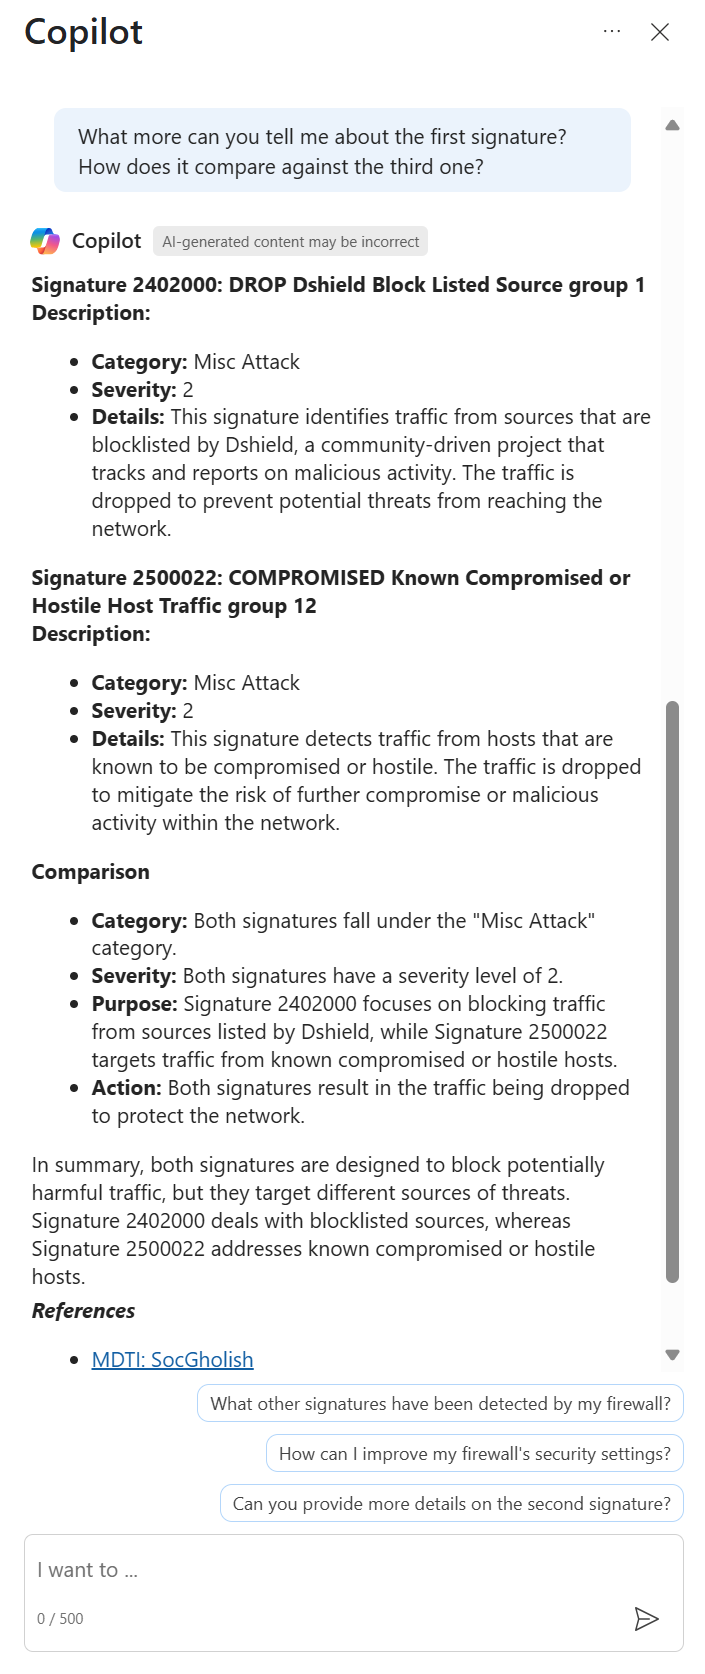 Copilot
What more can you tell me about the first signature?
How does it compare against the third one?
Copilot
AI-generated content may be incorrect
Signature 2402000: DROP Dshield Block Listed Source group 1
Description:
• Category: Misc Attack
• Severity: 2
• Details: This signature identifies traffic from sources that are
blocklisted by Dshield, a community-driven project that
tracks and reports on malicious activity. The traffic is
dropped to prevent potential threats from reaching the
network.
Signature 2500022: COMPROMISED Known Compromised or
Hostile Host Traffic group 12
Description:
• Category: Misc Attack
• Severity: 2
• Details: This signature detects traffic from hosts that are
known to be compromised or hostile. The traffic is dropped
to mitigate the risk of further compromise or malicious
activity within the network.
Comparison
• Category: Both signatures fall under the "Misc Attack"
category.
• Severity: Both signatures have a severity level of 2.
• Purpose: Signature 2402000 focuses on blocking traffic
from sources listed by Dshield, while Signature 2500022
targets traffic from known compromised or hostile hosts.
• Action: Both signatures result in the traffic being dropped
to protect the network.
In summary, both signatures are designed to block potentially
harmful traffic, but they target different sources of threats.
Signature 2402000 deals with blocklisted sources, whereas
Signature 2500022 addresses known compromised or hostile
hosts.
References
• MDTI: SocGholish
What other signatures have been detected by my firewall?
How can I improve my firewall's security settings?
Can you provide more details on the second signature?
I want to ...
0 / 500